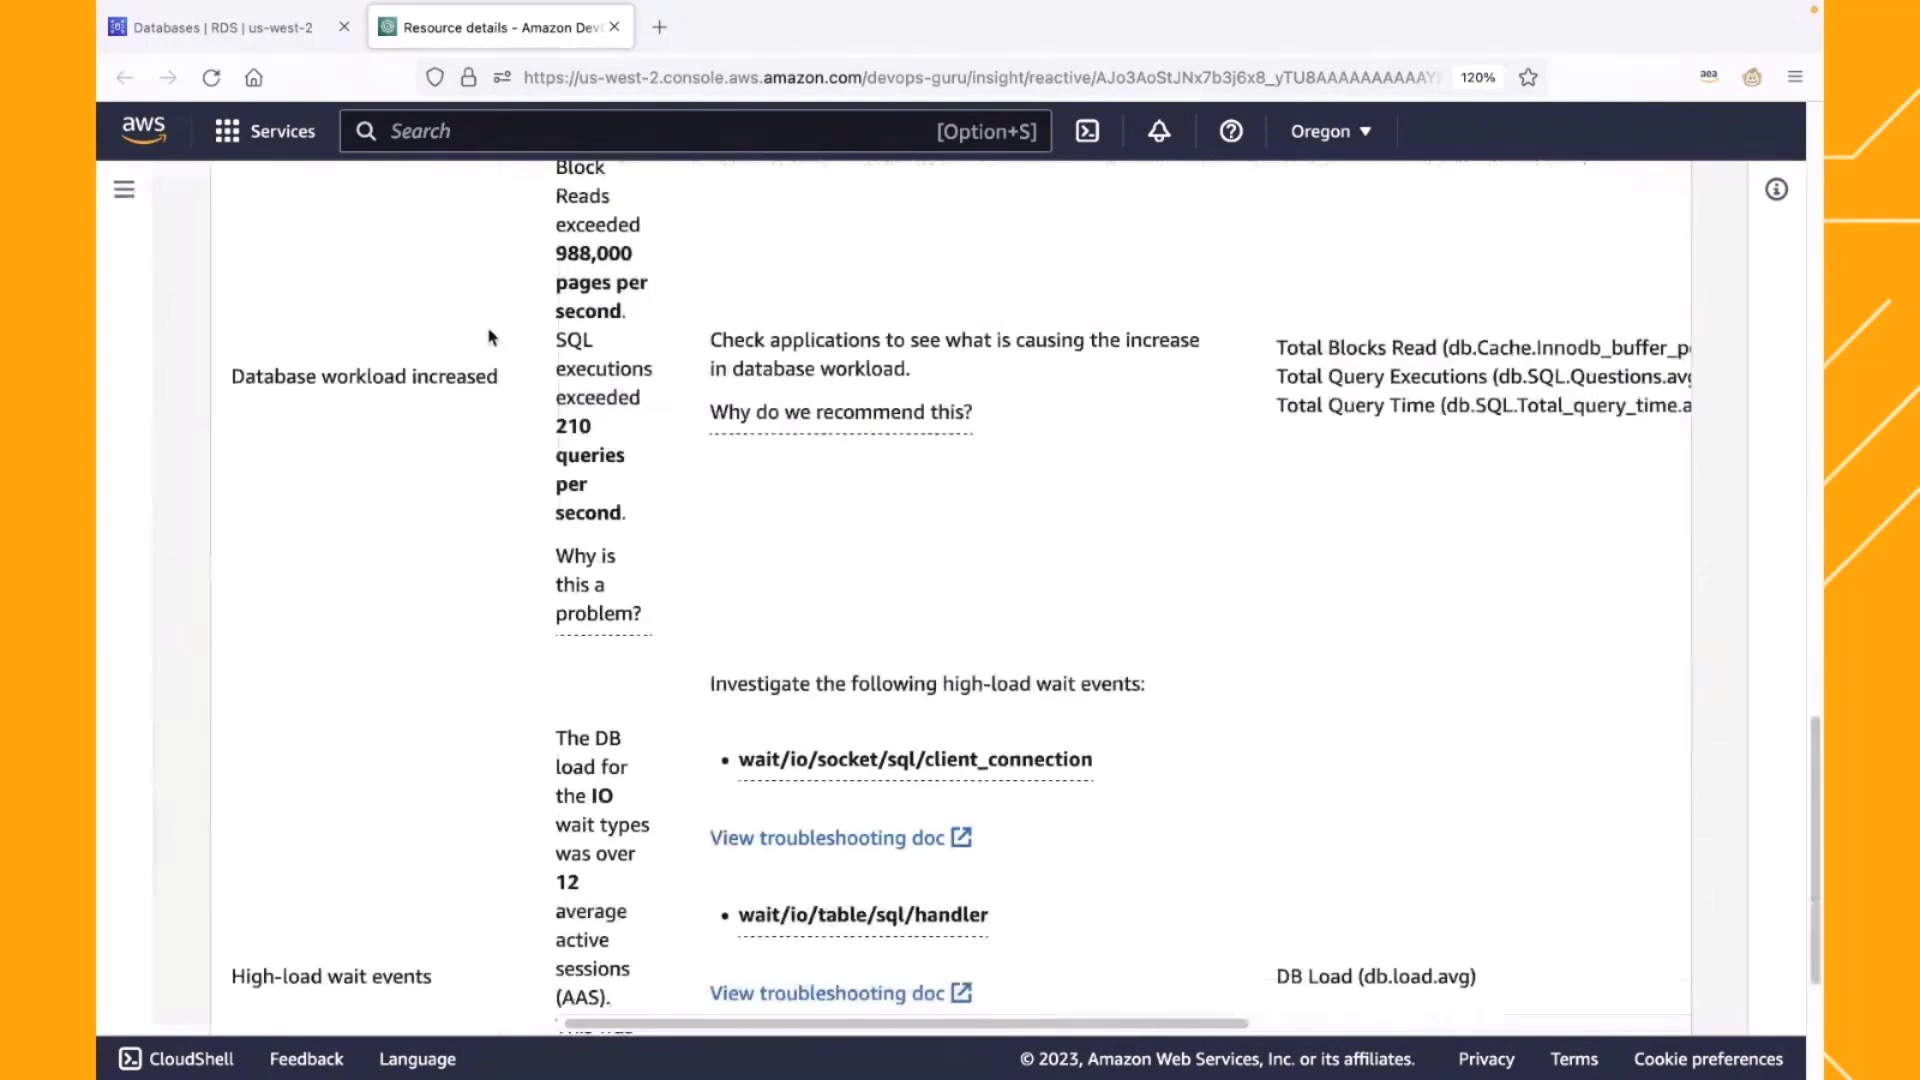 Databases | RDS | us-west-2
Resource details - Amazon Dev
https://us-west-2.console.aws.amazon.com/devops-guru/insight/reactive/AJo3AoStJNx7b3j6x8_yTU8AAAAAAAAAAY
120%
aea
aws
Services
Search
[Option+S]
Oregon
Database workload increased
Block
Reads
exceeded
988,000
pages per
second.
SQL
executions
exceeded
210
queries
per
second.
Why is
this a
problem?
Check applications to see what is causing the increase
in database workload.
Why do we recommend this?
Total Blocks Read (db.Cache.Innodb_buffer_p
Total Query Executions (db.SQL.Questions.avg
Total Query Time (db.SQL.Total_query_time.a
High-load wait events
The DB
load for
the IO
wait types
was over
12
average
active
sessions
(AAS).
Investigate the following high-load wait events:
• wait/io/socket/sql/client_connection
View troubleshooting doc
• wait/io/table/sql/handler
View troubleshooting doc
DB Load (db.load.avg)
CloudShell
Feedback
Language
© 2023, Amazon Web Services, Inc. or its affiliates.
Privacy
Terms
Cookie preferences